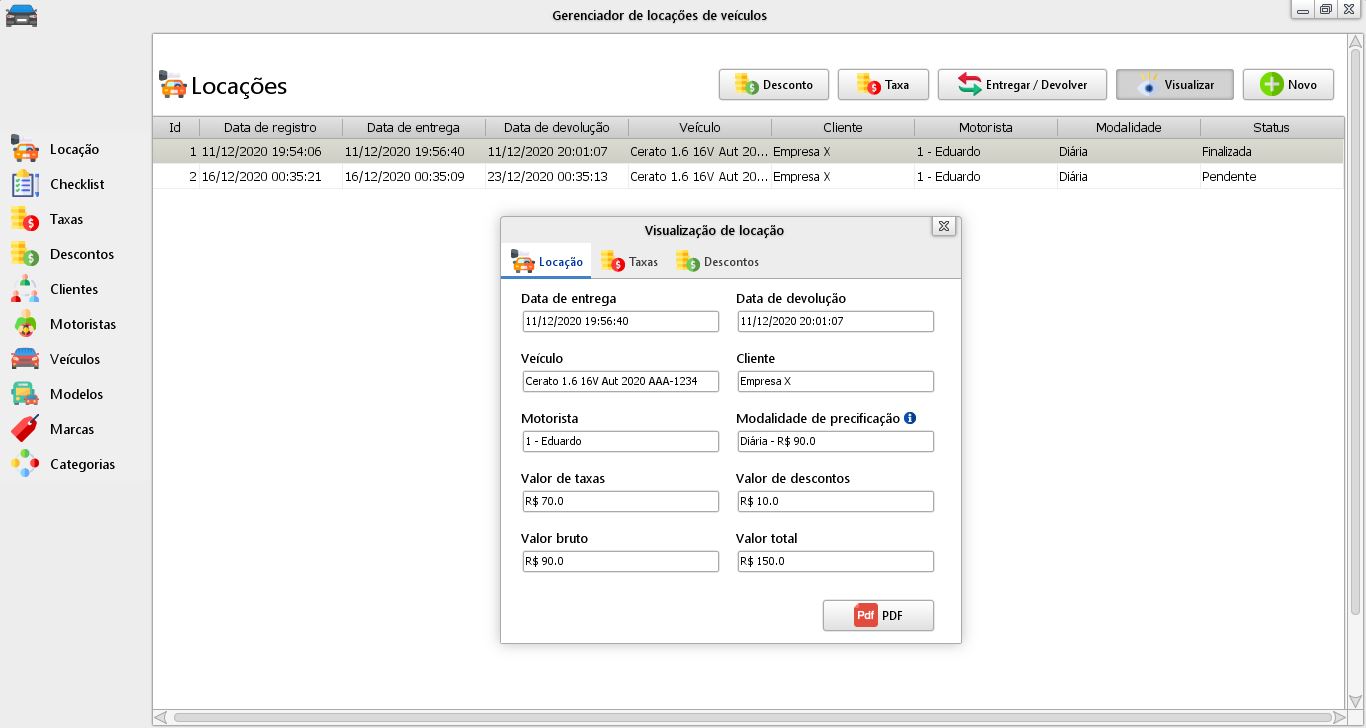 Gerenciador de locações de veículos
Locações
Desconto
Taxa
Entregar / Devolver
Visualizar
Novo
Locação
Checklist
Taxas
Descontos
Clientes
Motoristas
Veículos
Modelos
Marcas
Categorias
Id Data de registro Data de entrega Data de devolução Veículo Cliente Motorista Modalidade Status
1 11/12/2020 19:54:06 11/12/2020 19:56:40 11/12/2020 20:01:07 Cerato 1.6 16V Aut 20... Empresa X 1 - Eduardo Diária Finalizada
2 16/12/2020 00:35:21 16/12/2020 00:35:09 23/12/2020 00:35:13 Cerato 1.6 16V Aut 20... Empresa X 1 - Eduardo Diária Pendente
Visualização de locação
Locação Taxas Descontos
Data de entrega Data de devolução
11/12/2020 19:56:40 11/12/2020 20:01:07
Veículo Cliente
Cerato 1.6 16V Aut 2020 AAA-1234 Empresa X
Motorista Modalidade de precificação
1 - Eduardo Diária - R$ 90.0
Valor de taxas Valor de descontos
R$ 70.0 R$ 10.0
Valor bruto Valor total
R$ 90.0 R$ 150.0
Pdf PDF